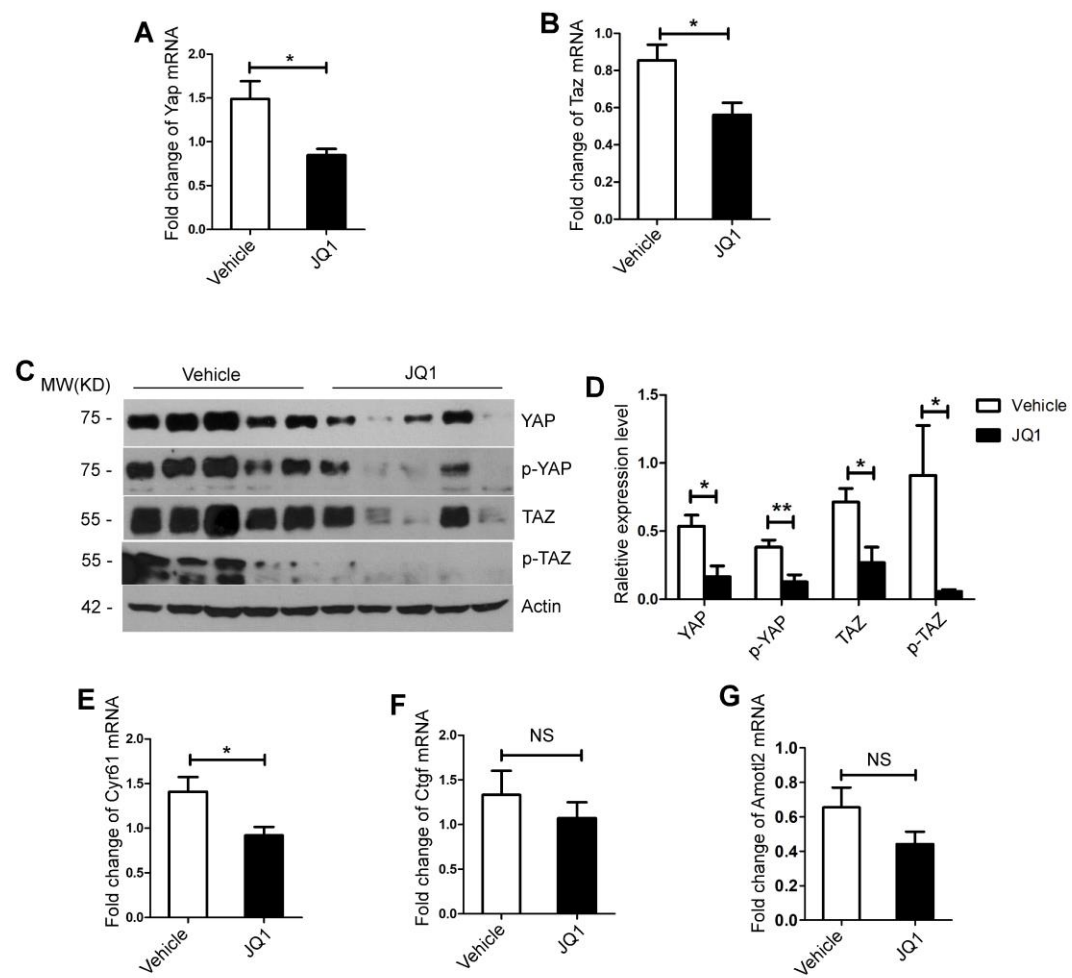 A
Fold change of Yap mRNA
2.0
1.5
1.0
0.5
0.0
*
Vehicle
JQ1
B
Fold change of Taz mRNA
1.0
0.8
0.6
0.4
0.2
0.0
*
Vehicle
JQ1
C
MW(KD)
Vehicle
JQ1
75 -
YAP
75 -
p-YAP
55 -
TAZ
55 -
p-TAZ
42 -
Actin
D
Raletive expression level
1.5
1.0
0.5
0.0
*
**
*
*
Vehicle
JQ1
YAP
p-YAP
TAZ
p-TAZ
E
Fold change of Cyr61 mRNA
2.0
1.5
1.0
0.5
0.0
*
Vehicle
JQ1
F
Fold change of Ctgf mRNA
2.0
1.5
1.0
0.5
0.0
NS
Vehicle
JQ1
G
Fold change of Amotl2 mRNA
1.0
0.8
0.6
0.4
0.2
0.0
NS
Vehicle
JQ1